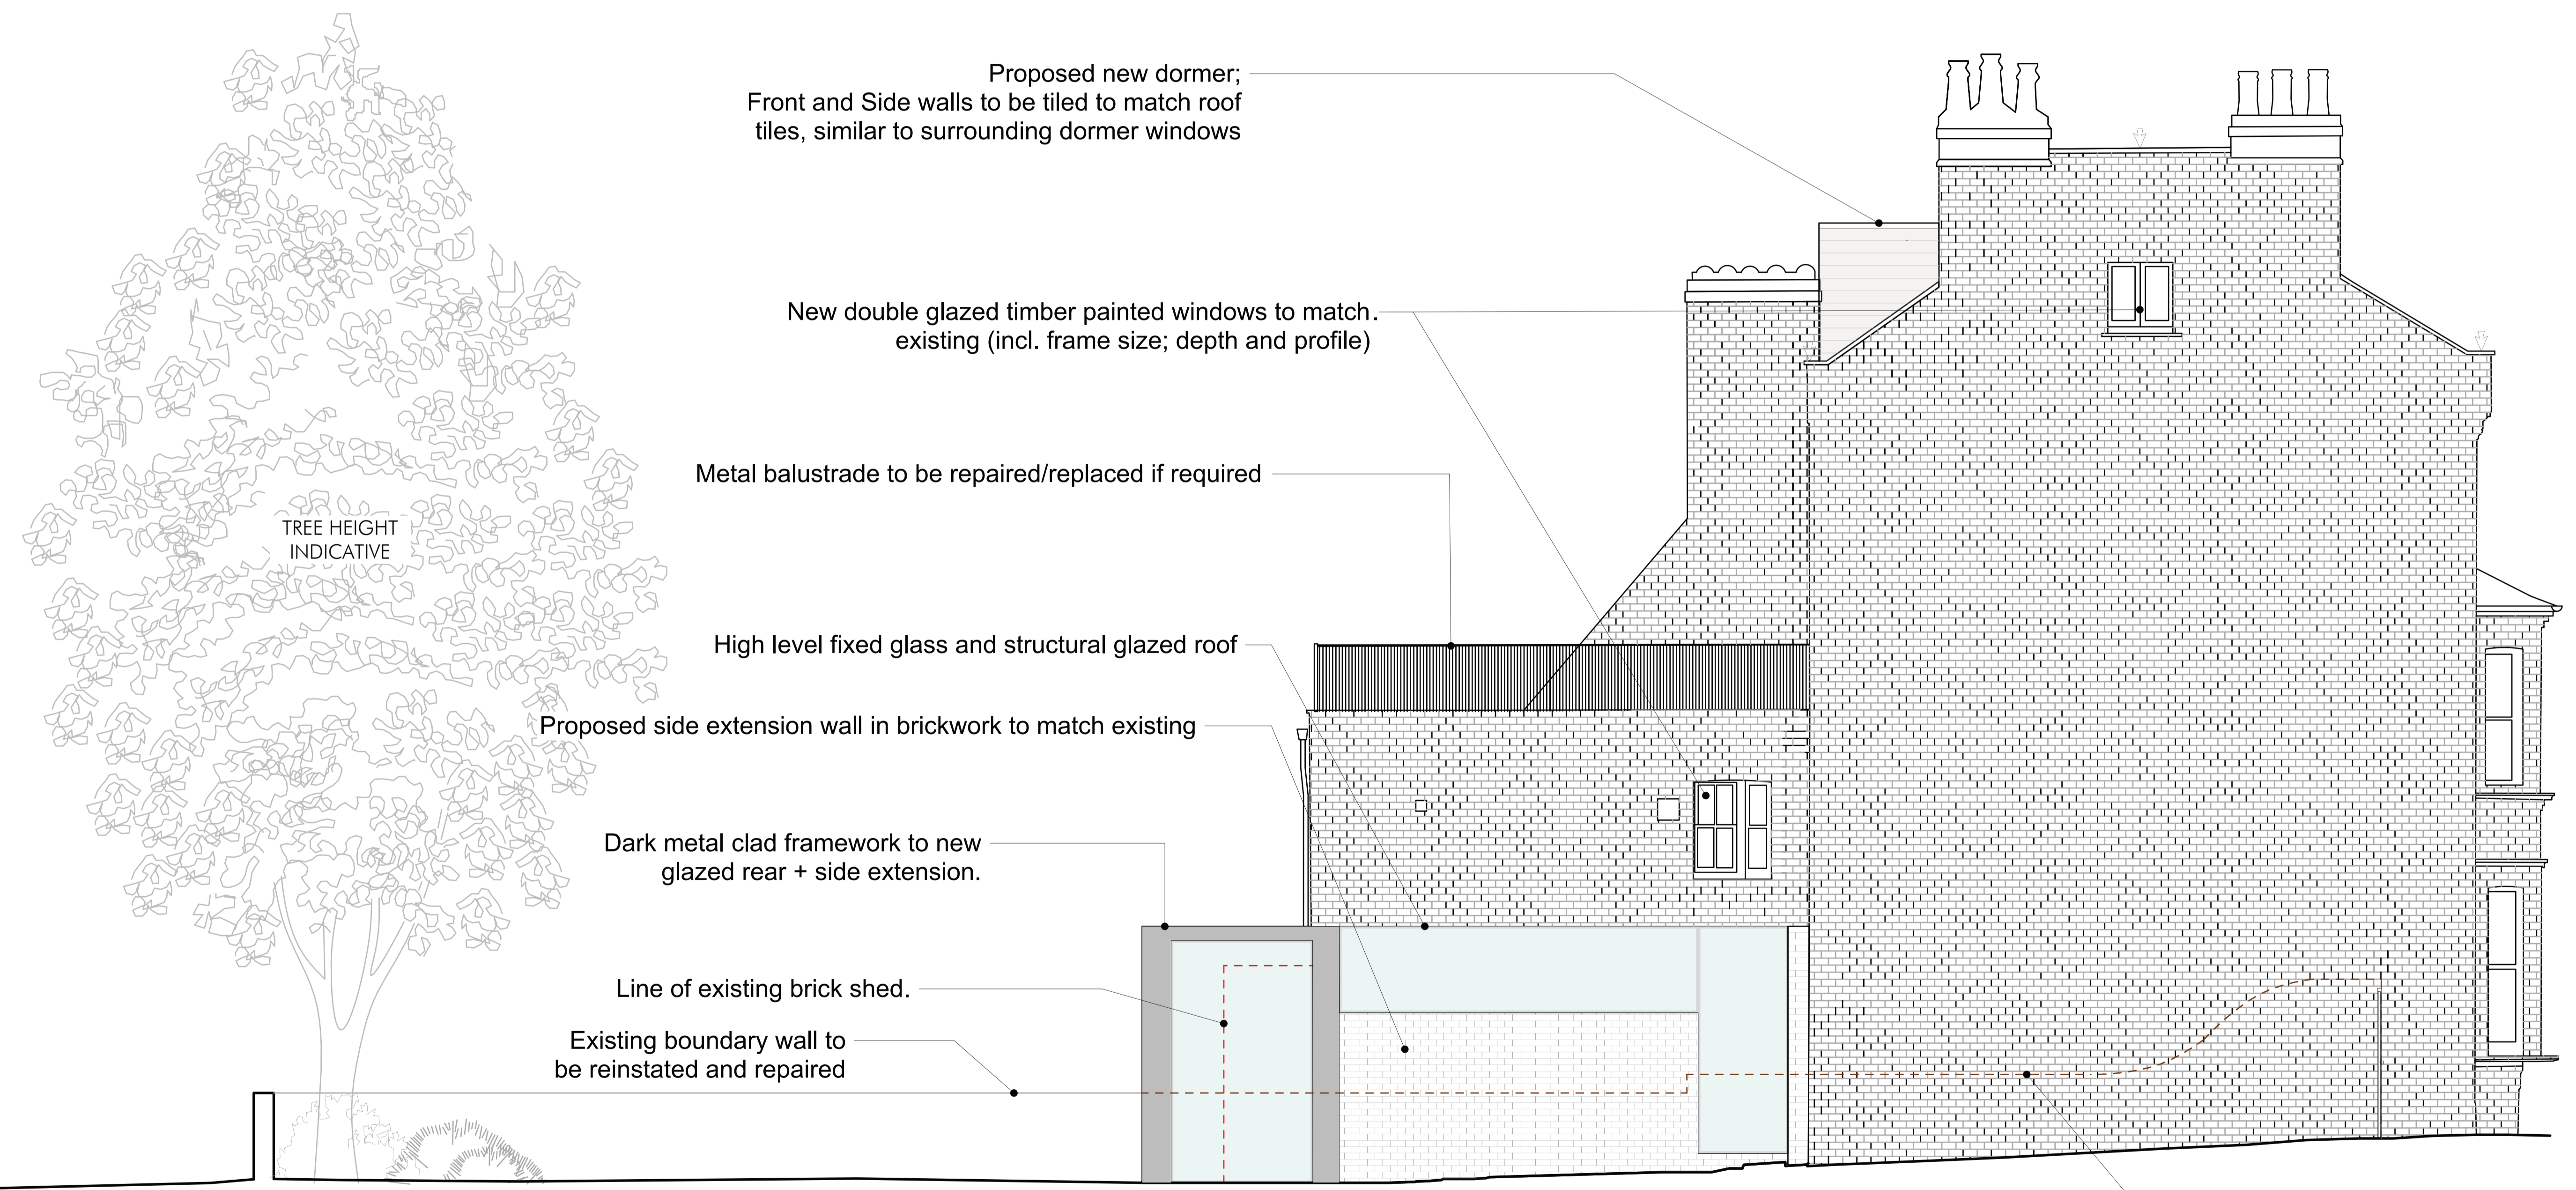 Proposed new dormer;
Front and Side walls to be tiled to match roof
tiles, similar to surrounding dormer windows
New double glazed timber painted windows to match.
existing (incl. frame size; depth and profile)
Metal balustrade to be repaired/replaced if required
TREE HEIGHT
INDICATIVE
High level fixed glass and structural glazed roof
Proposed side extension wall in brickwork to match existing
Dark metal clad framework to new
glazed rear + side extension.
Line of existing brick shed.
Existing boundary wall to
be reinstated and repaired